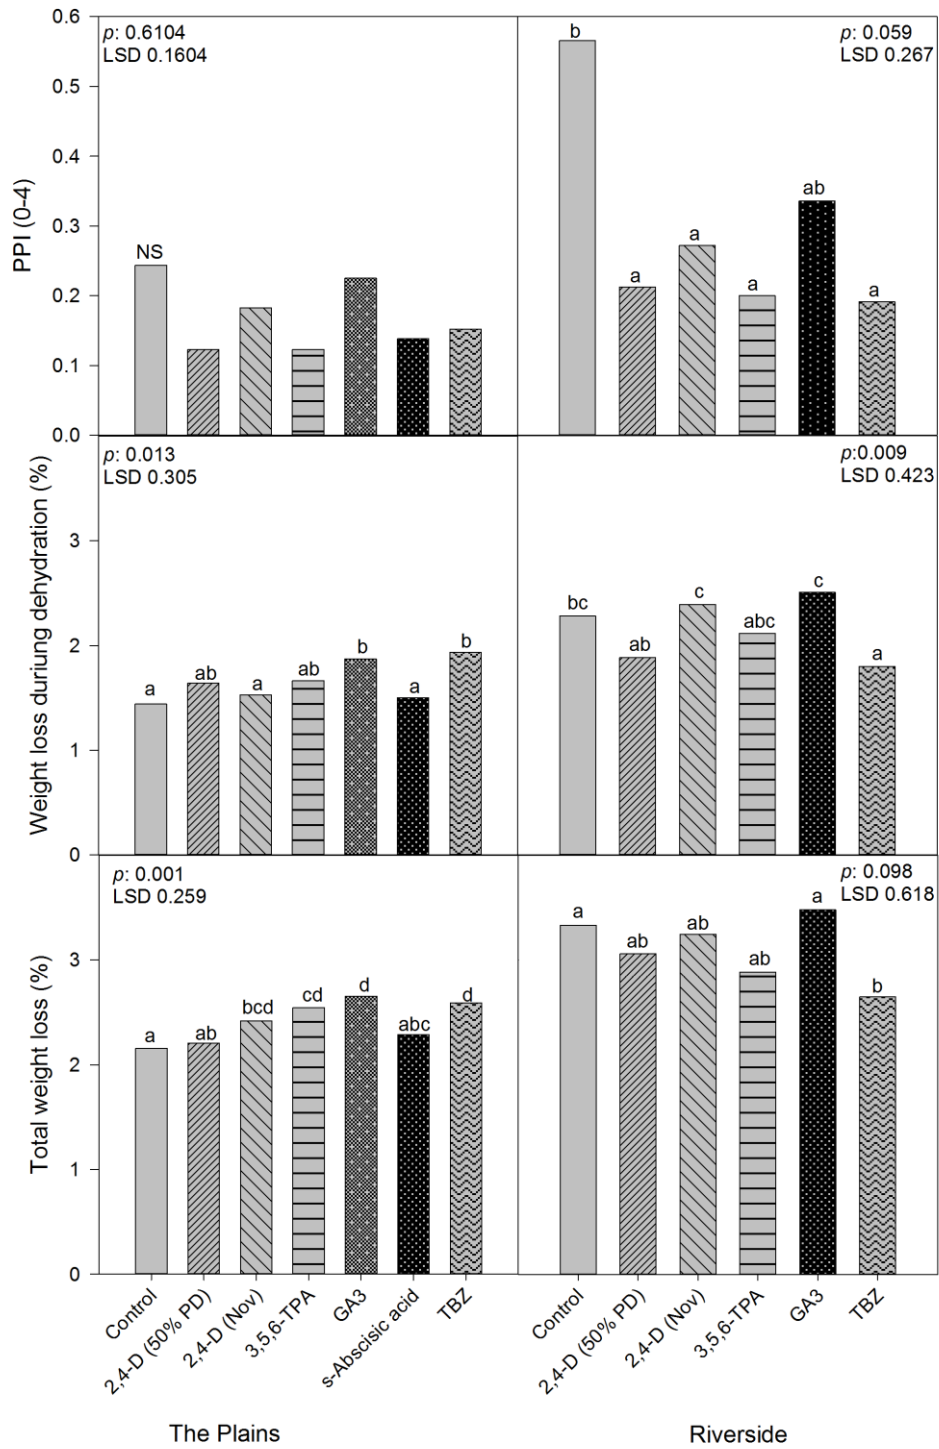 0.6
0.5
0.4
0.3
0.2
0.1
0.0
PPI (0-4)
p: 0.6104
LSD 0.1604
NS
p: 0.059
LSD 0.267
b
a
a
a
ab
a
3
2
1
0
Weight loss duriung dehydration (%)
p: 0.013
LSD 0.305
a
ab
a
ab
b
a
b
p:0.009
LSD 0.423
bc
ab
c
abc
c
a
3
2
1
0
Total weight loss (%)
p: 0.001
LSD 0.259
a
ab
bcd
cd
d
abc
d
p: 0.098
LSD 0.618
a
ab
ab
ab
a
b
Control
2,4-D (50% PD)
2,4-D (Nov)
3,5,6-TPA
GA3
s-Abscisic acid
TBZ
Control
2,4-D (50% PD)
2,4-D (Nov)
3,5,6-TPA
GA3
TBZ
The Plains
Riverside